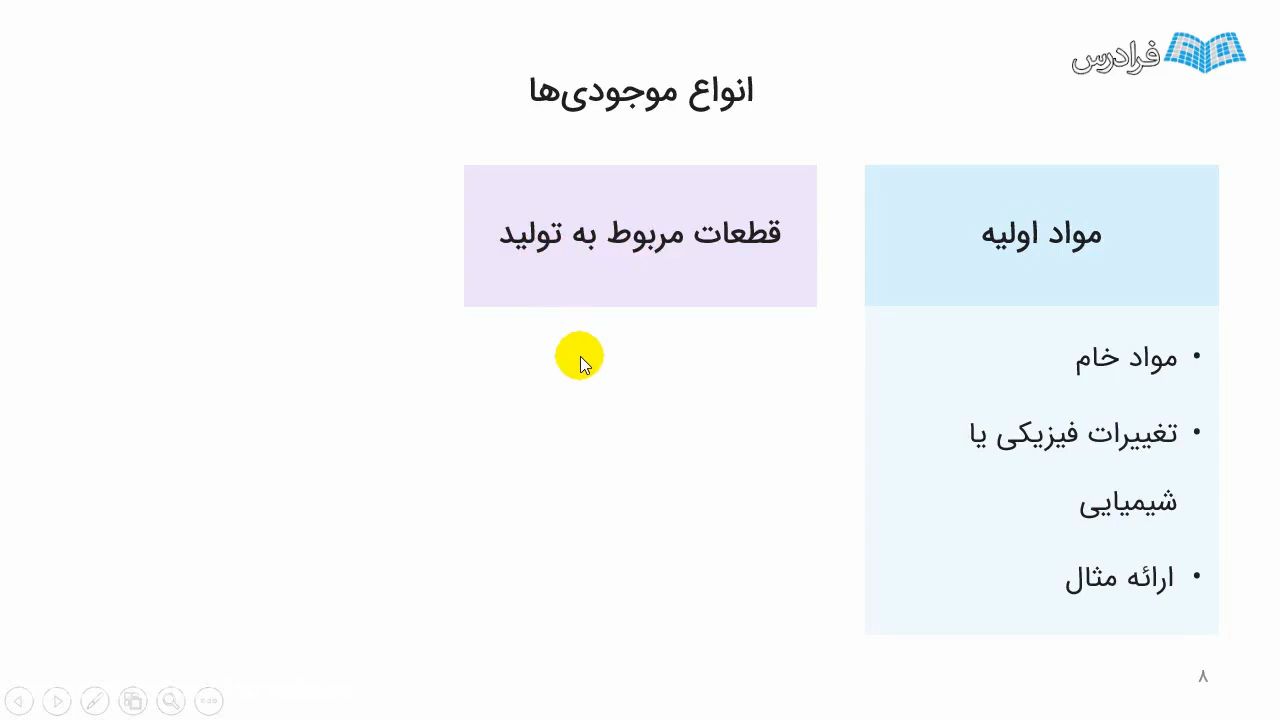 فرادرس
انواع موجودی‌ها
مواد اولیه
• مواد خام
• تغییرات فیزیکی یا
شیمیایی
• ارائه مثال
قطعات مربوط به تولید
۸